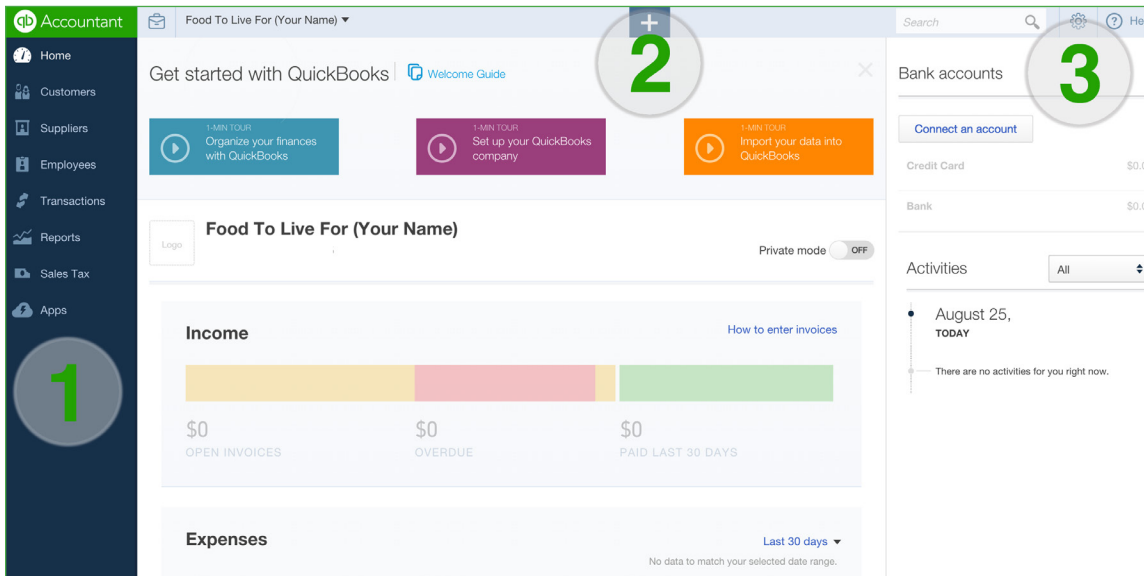 qb Accountant
Food To Live For (Your Name)
+
Search
? He
Home
Customers
Suppliers
Employees
Transactions
Reports
Sales Tax
Apps
1
2
3
Get started with QuickBooks
Welcome Guide
1-MIN TOUR
Organize your finances
with QuickBooks
1-MIN TOUR
Set up your QuickBooks
company
1-MIN TOUR
Import your data into
QuickBooks
Logo
Food To Live For (Your Name)
Private mode OFF
Income
How to enter invoices
$0
OPEN INVOICES
$0
OVERDUE
$0
PAID LAST 30 DAYS
Expenses
Last 30 days
No data to match your selected date range.
Bank accounts
Connect an account
Credit Card $0.0
Bank $0.0
Activities All
August 25,
TODAY
There are no activities for you right now.